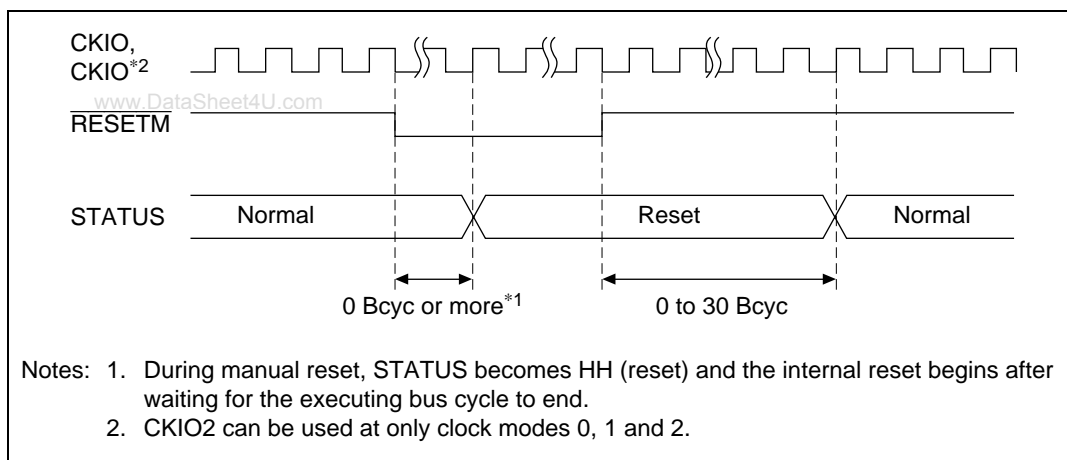 CKIO,
CKIO*2
www.DataSheet4U.com
RESETM
STATUS
Normal
Reset
Normal
0 Bcyc or more*1
0 to 30 Bcyc
Notes: 1. During manual reset, STATUS becomes HH (reset) and the internal reset begins after
waiting for the executing bus cycle to end.
2. CKIO2 can be used at only clock modes 0, 1 and 2.